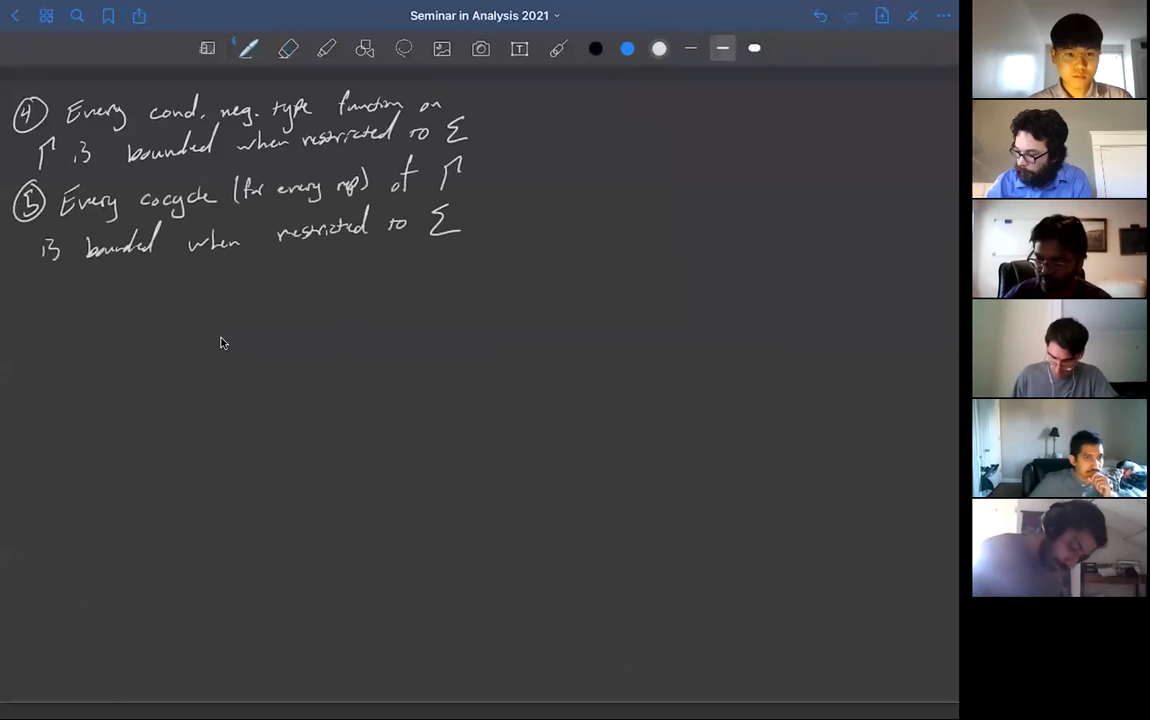 Seminar in Analysis 2021
④ Every cond. neg. type function on
Γ is bounded when restricted to Σ
⑤ Every cocycle (for every rep) of Γ
is bounded when restricted to Σ